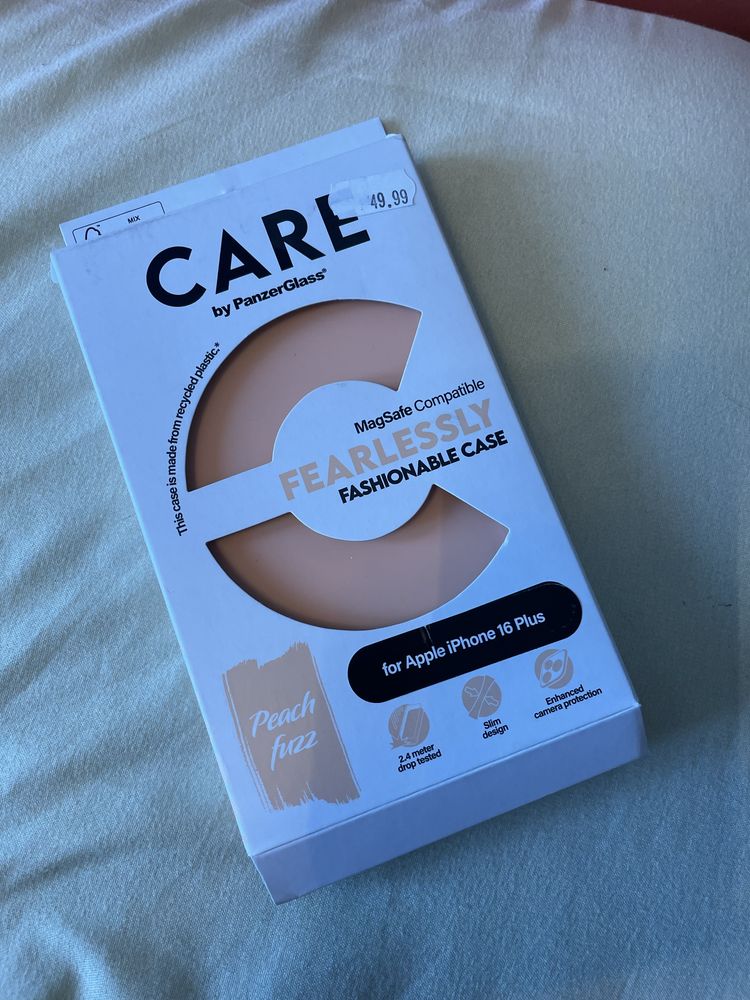 MIX
49.99
CARE
by PanzerGlass®
This case is made from recycled plastic.*
MagSafe Compatible
FEARLESSLY
FASHIONABLE CASE
for Apple iPhone 16 Plus
Peach
fuzz
2.4 meter
drop tested
Slim
design
Enhanced
camera protection